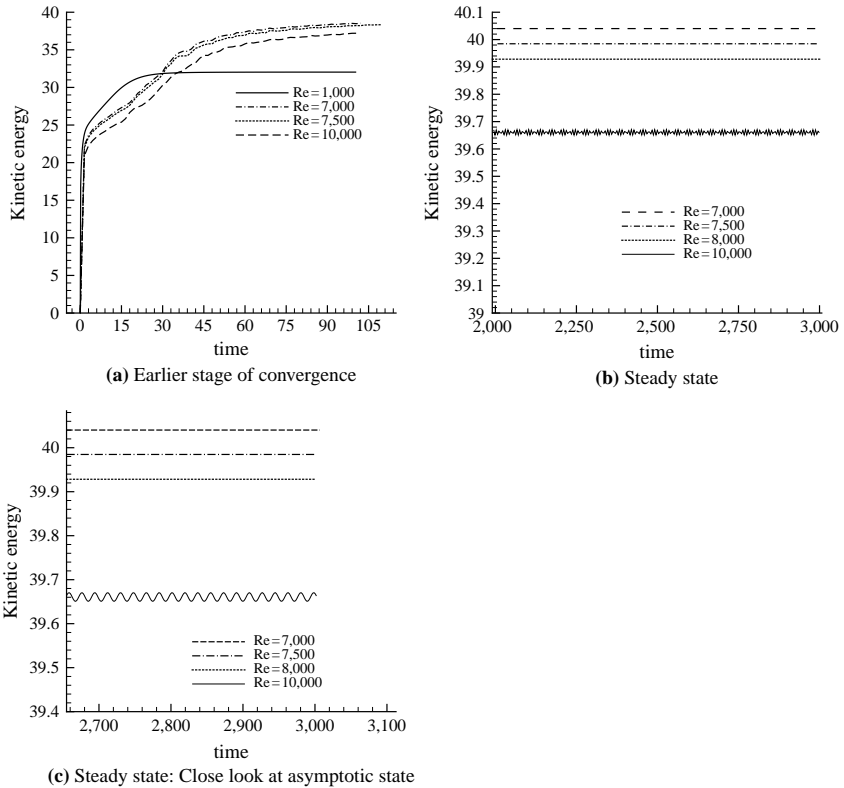 40
35
30
25
20
15
10
5
0
Kinetic energy
Re=1,000
Re=7,000
Re=7,500
Re=10,000
0 15 30 45 60 75 90 105
time
(a) Earlier stage of convergence
40.1
40
39.9
39.8
39.7
39.6
39.5
39.4
39.3
39.2
39.1
39
Kinetic energy
Re=7,000
Re=7,500
Re=8,000
Re=10,000
2,000 2,250 2,500 2,750 3,000
time
(b) Steady state
40
39.9
39.8
39.7
39.6
39.5
39.4
Kinetic energy
Re=7,000
Re=7,500
Re=8,000
Re=10,000
2,700 2,800 2,900 3,000 3,100
time
(c) Steady state: Close look at asymptotic state